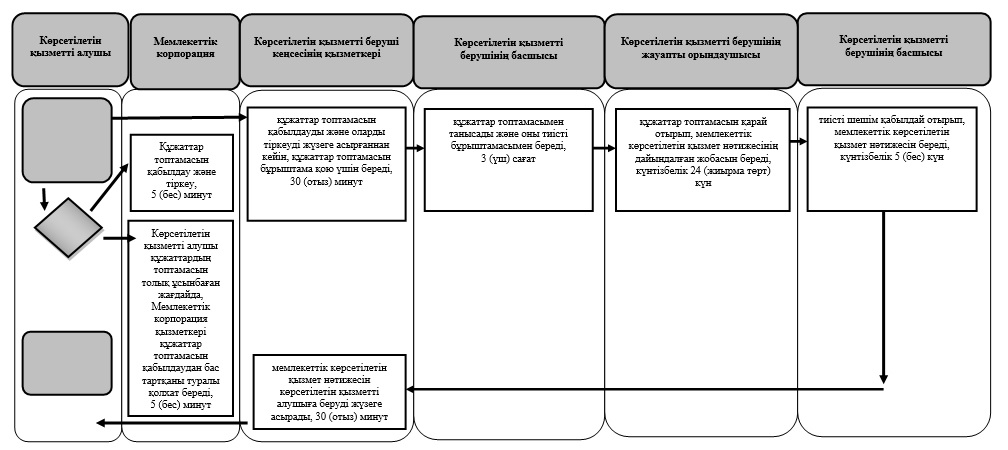 Көрсетілетін
қызметті алушы
Мемлекеттік
корпорация
Көрсетілетін қызметті беруші
кеңсесінің қызметкері
Көрсетілетін қызметті
берушінің басшысы
Көрсетілетін қызметті берушінің
жауапты орындаушысы
Көрсетілетін қызметті
берушінің басшысы
Құжаттар
топтамасын
қабылдау және
тіркеу,
5 (бес) минут
құжаттар топтамасын
қабылдауды және оларды
тіркеуді жүзеге асырғаннан
кейін, құжаттар топтамасын
бұрыштама қою үшін береді,
30 (отыз) минут
құжаттар топтамасымен
танысады және оны тиісті
бұрыштамасымен береді,
3 (үш) сағат
құжаттар топтамасын қарай
отырып, мемлекеттік
көрсетілетін қызмет нәтижесінің
дайындалған жобасын береді,
күнтізбелік 24 (жиырма төрт)
күн
тиісті шешім қабылдай отырып,
мемлекеттік көрсетілетін
қызмет нәтижесін береді,
күнтізбелік 5 (бес) күн
Көрсетілетін
қызметті алушы
құжаттардың
топтамасын
толық ұсынбаған
жағдайда,
Мемлекеттік
корпорация
қызметкері
құжаттар
топтамасын
қабылдаудан бас
тартқаны туралы
қолхат береді,
5 (бес) минут
мемлекеттік көрсетілетін
қызмет нәтижесін
көрсетілетін қызметті
алушыға беруді жүзеге
асырады, 30 (отыз) минут